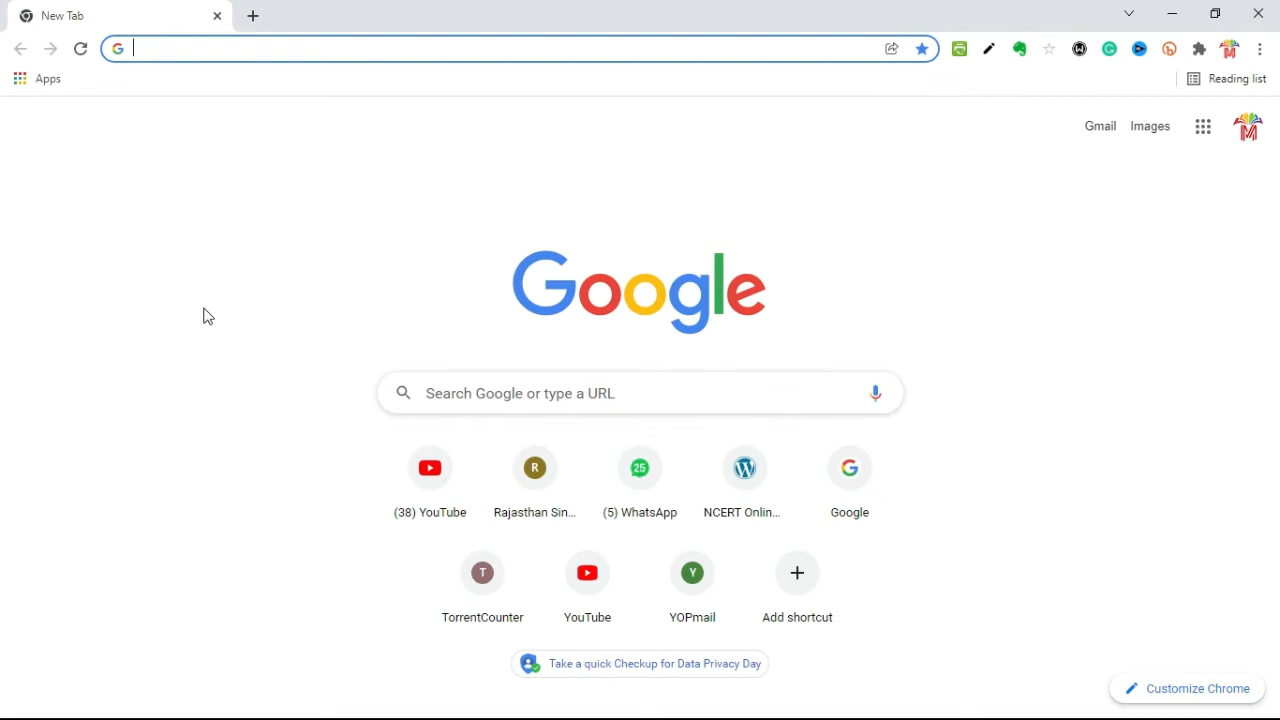 New Tab
Apps
Reading list
Gmail Images
Google
Search Google or type a URL
25
(38) YouTube
R
Rajasthan Sin...
(5) WhatsApp
NCERT Onlin...
Google
T
TorrentCounter
YouTube
Y
YOPmail
Add shortcut
Take a quick Checkup for Data Privacy Day
Customize Chrome